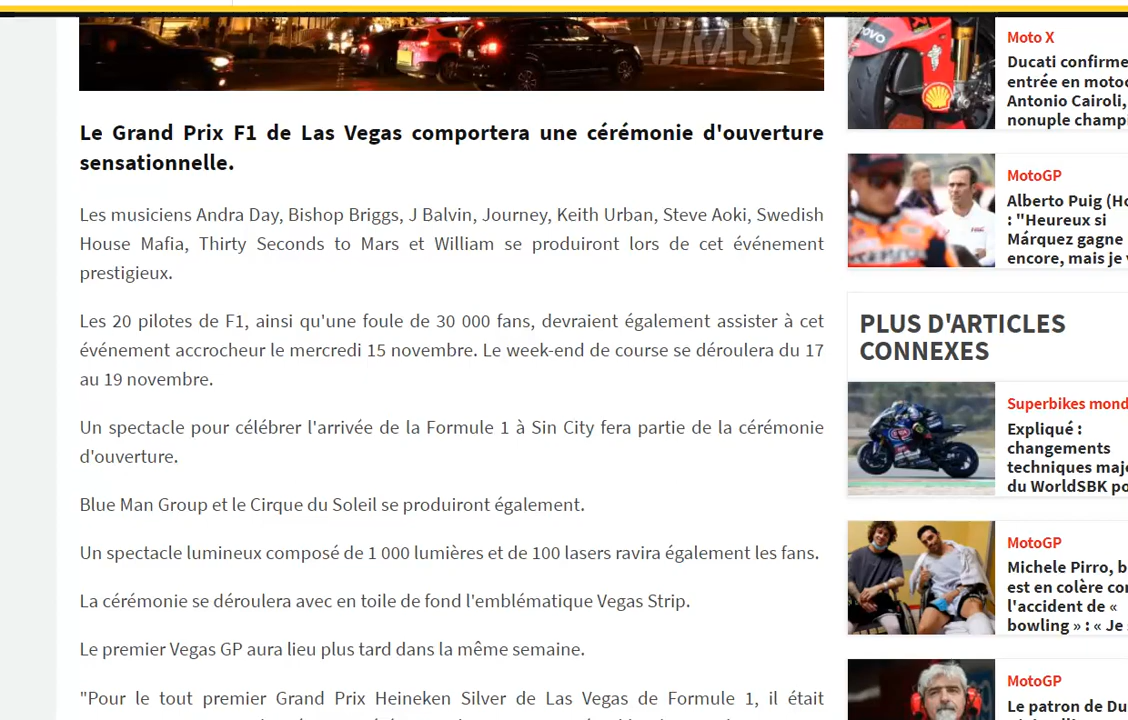 CRASH
Le Grand Prix F1 de Las Vegas comportera une cérémonie d'ouverture
sensationnelle.
Les musiciens Andra Day, Bishop Briggs, J Balvin, Journey, Keith Urban, Steve Aoki, Swedish
House Mafia, Thirty Seconds to Mars et William se produiront lors de cet événement
prestigieux.
Les 20 pilotes de F1, ainsi qu'une foule de 30 000 fans, devraient également assister à cet
événement accrocheur le mercredi 15 novembre. Le week-end de course se déroulera du 17
au 19 novembre.
Un spectacle pour célébrer l'arrivée de la Formule 1 à Sin City fera partie de la cérémonie
d'ouverture.
Blue Man Group et le Cirque du Soleil se produiront également.
Un spectacle lumineux composé de 1 000 lumières et de 100 lasers ravira également les fans.
La cérémonie se déroulera avec en toile de fond l'emblématique Vegas Strip.
Le premier Vegas GP aura lieu plus tard dans la même semaine.
"Pour le tout premier Grand Prix Heineken Silver de Las Vegas de Formule 1, il était
Moto X
Ducati confirme
entrée en motoc
Antonio Cairoli,
nonuple champi
MotoGP
Alberto Puig (Ho
: "Heureux si
Márquez gagne
encore, mais je v
PLUS D'ARTICLES
CONNEXES
Superbikes mond
Expliqué :
changements
techniques maje
du WorldSBK po
MotoGP
Michele Pirro, b
est en colère con
l'accident de «
bowling » : « Je
MotoGP
Le patron de Du